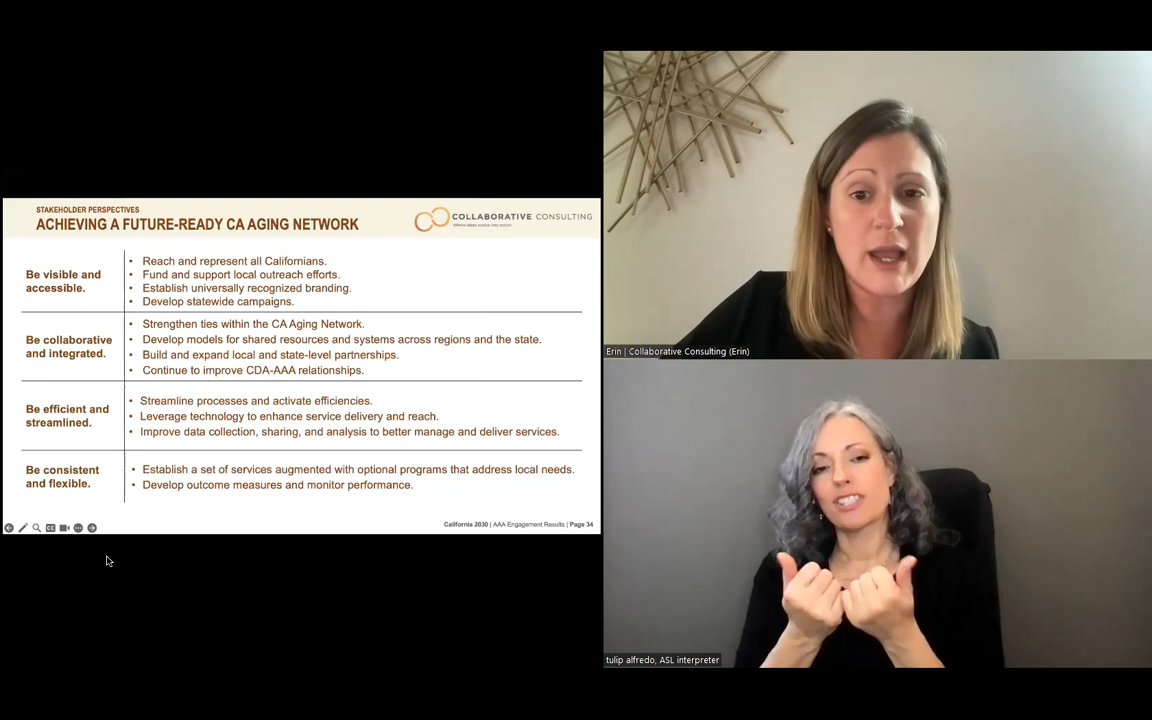 STAKEHOLDER PERSPECTIVES
ACHIEVING A FUTURE-READY CA AGING NETWORK
COLLABORATIVE CONSULTING
Where ideas evolve into action
Be visible and
accessible.
• Reach and represent all Californians.
• Fund and support local outreach efforts.
• Establish universally recognized branding.
• Develop statewide campaigns.
Be collaborative
and integrated.
• Strengthen ties within the CA Aging Network.
• Develop models for shared resources and systems across regions and the state.
• Build and expand local and state-level partnerships.
• Continue to improve CDA-AAA relationships.
Be efficient and
streamlined.
• Streamline processes and activate efficiencies.
• Leverage technology to enhance service delivery and reach.
• Improve data collection, sharing, and analysis to better manage and deliver services.
Be consistent
and flexible.
• Establish a set of services augmented with optional programs that address local needs.
• Develop outcome measures and monitor performance.
California 2030 | AAA Engagement Results | Page 34
CC
Erin | Collaborative Consulting (Erin)
tulip alfredo, ASL interpreter